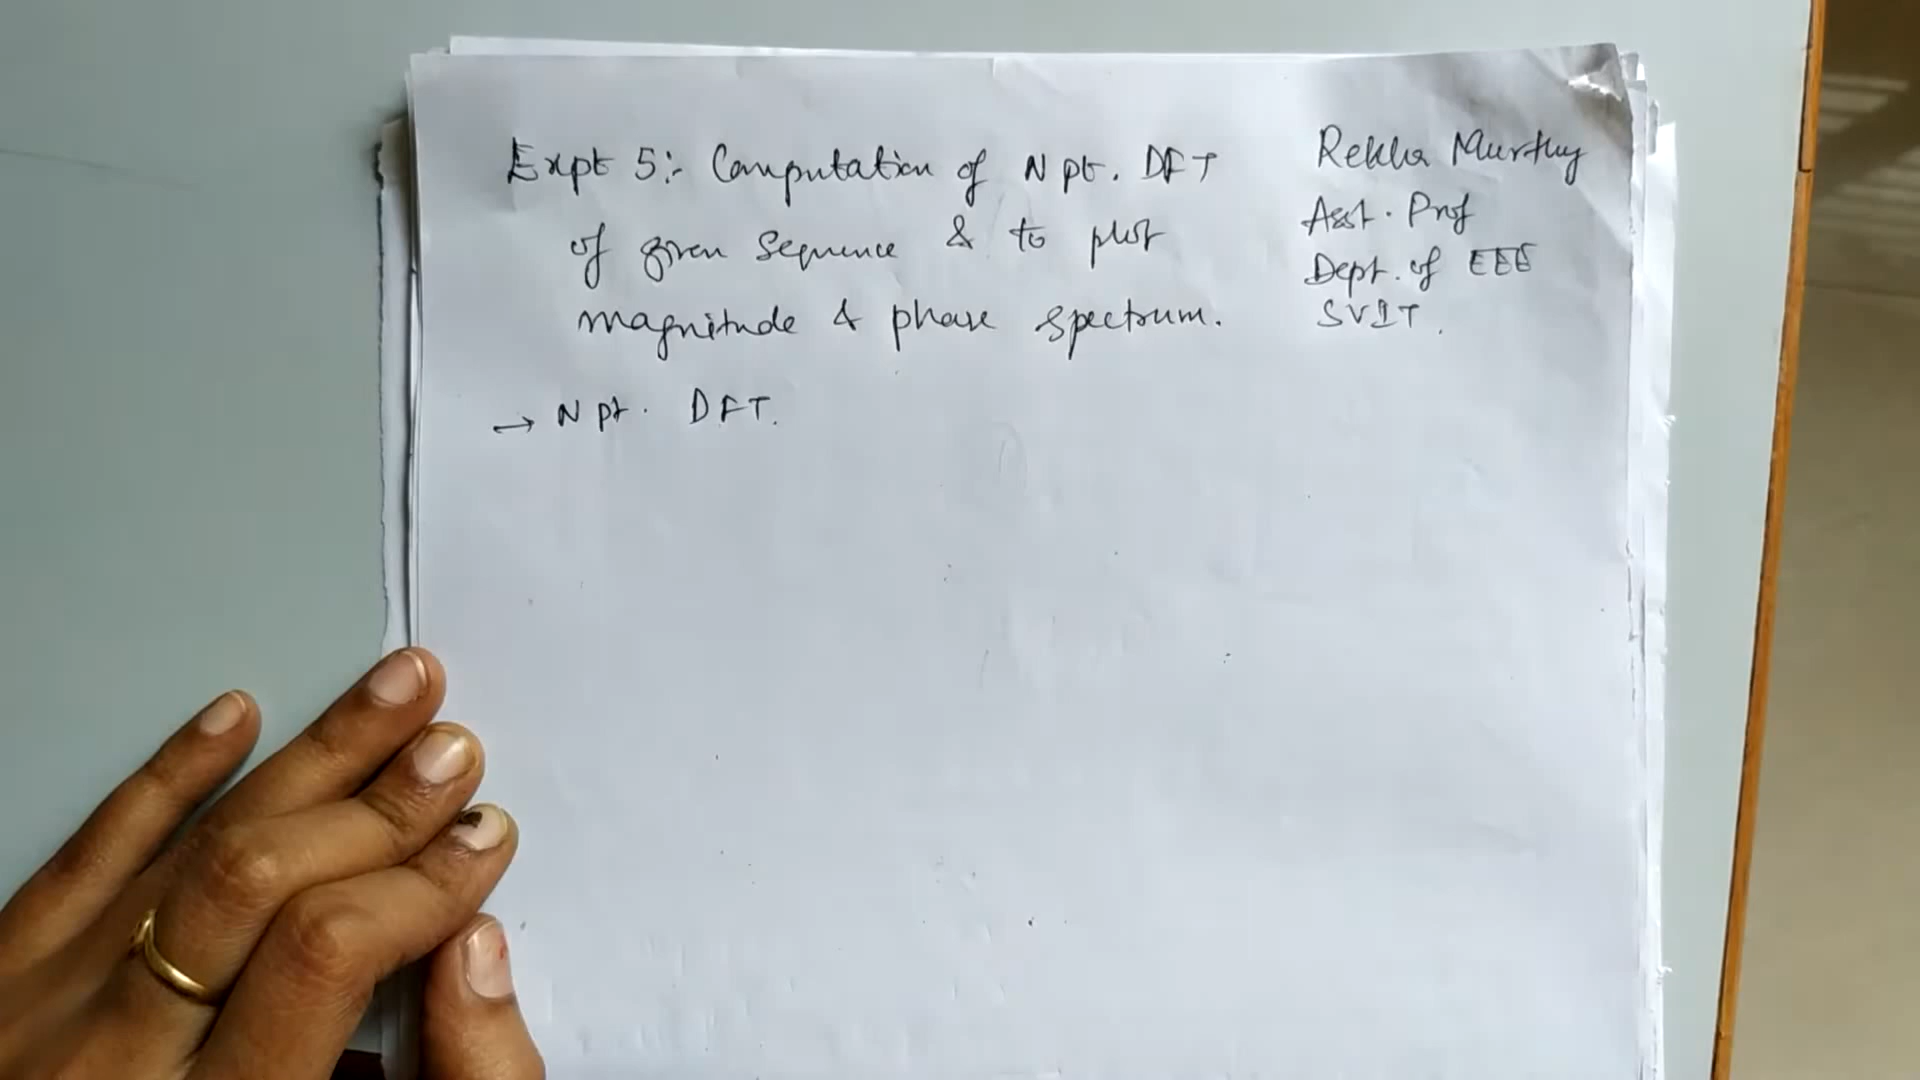 Expt 5:- Computation of N pt. DFT
of given sequence & to plot
magnitude & phase spectrum.
Rekha Murthy
Asst. Prof
Dept. of EEE
SVIT.
→ N pt. DFT.